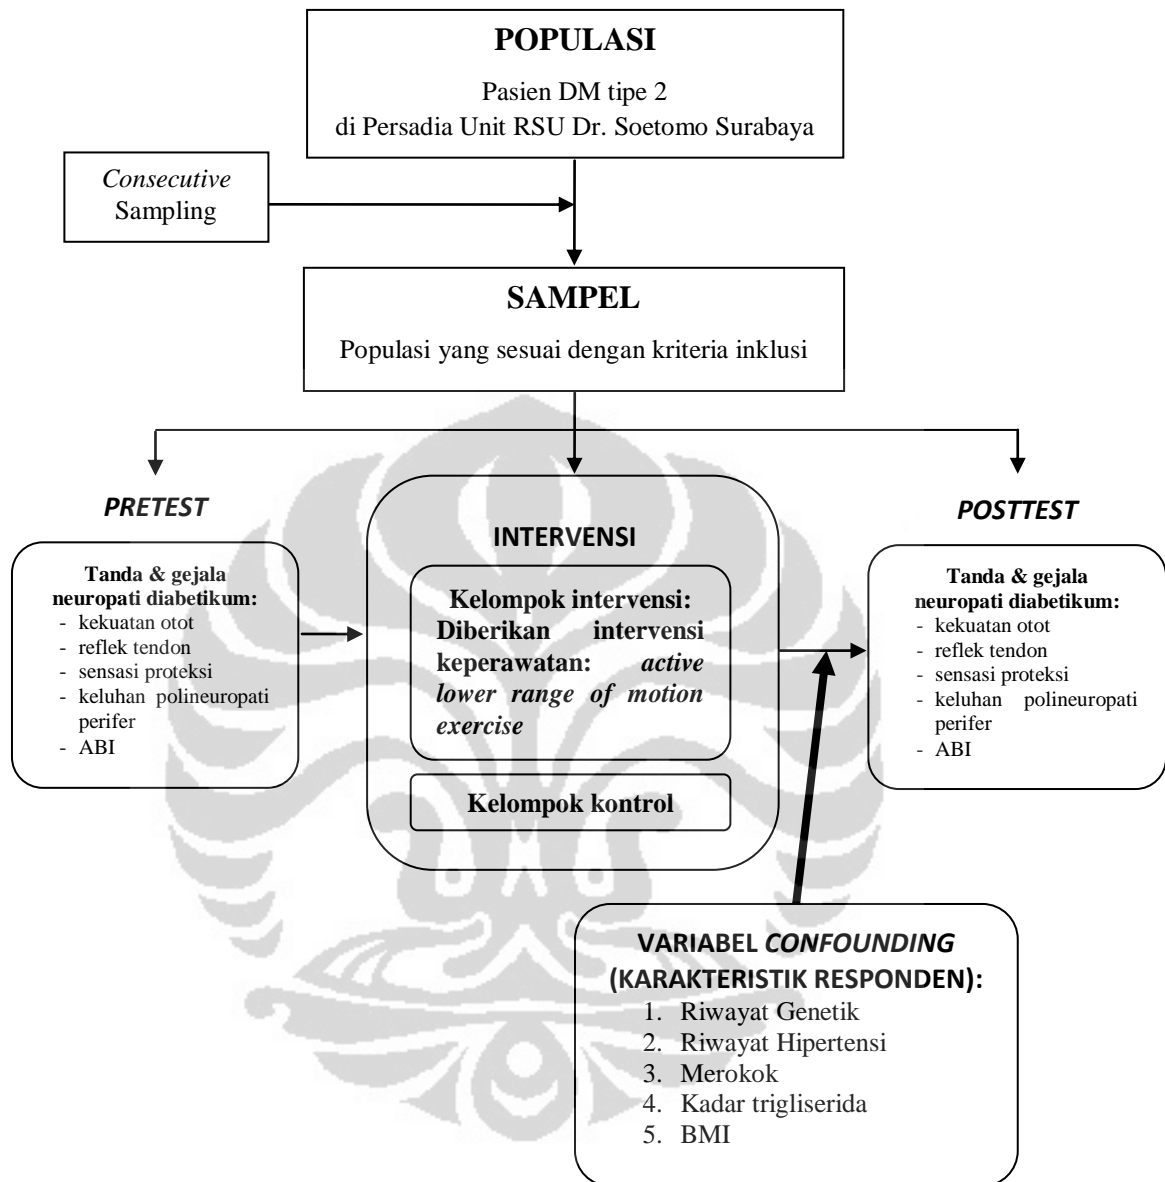 POPULASI
Pasien DM tipe 2
di Persadia Unit RSU Dr. Soetomo Surabaya
Consecutive
Sampling
SAMPEL
Populasi yang sesuai dengan kriteria inklusi
PRETEST
Tanda & gejala
neuropati diabetikum:
- kekuatan otot
- reflek tendon
- sensasi proteksi
- keluhan polineuropati
perifer
- ABI
INTERVENSI
Kelompok intervensi:
Diberikan intervensi
keperawatan: active
lower range of motion
exercise
Kelompok kontrol
POSTTEST
Tanda & gejala
neuropati diabetikum:
- kekuatan otot
- reflek tendon
- sensasi proteksi
- keluhan polineuropati
perifer
- ABI
VARIABEL CONFOUNDING
(KARAKTERISTIK RESPONDEN):
1. Riwayat Genetik
2. Riwayat Hipertensi
3. Merokok
4. Kadar trigliserida
5. BMI